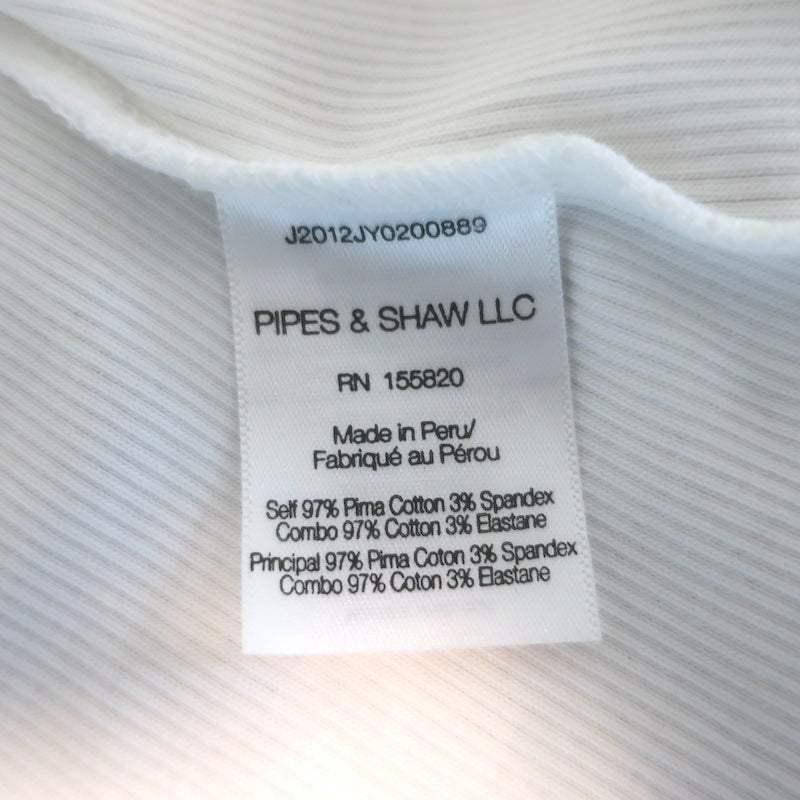 J2012JY0200889
PIPES & SHAW LLC
RN 155820
Made in Peru/
Fabriqué au Pérou
Self 97% Pima Cotton 3% Spandex
Combo 97% Cotton 3% Elastane
Principal 97% Pima Coton 3% Spandex
Combo 97% Coton 3% Elastane